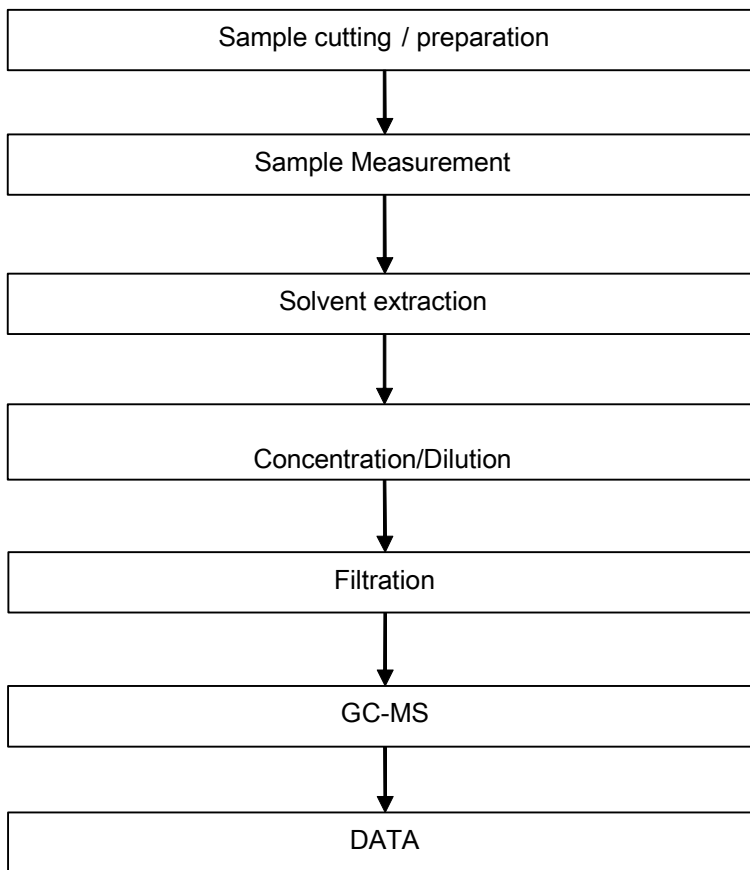 Sample cutting / preparation
Sample Measurement
Solvent extraction
Concentration/Dilution
Filtration
GC-MS
DATA